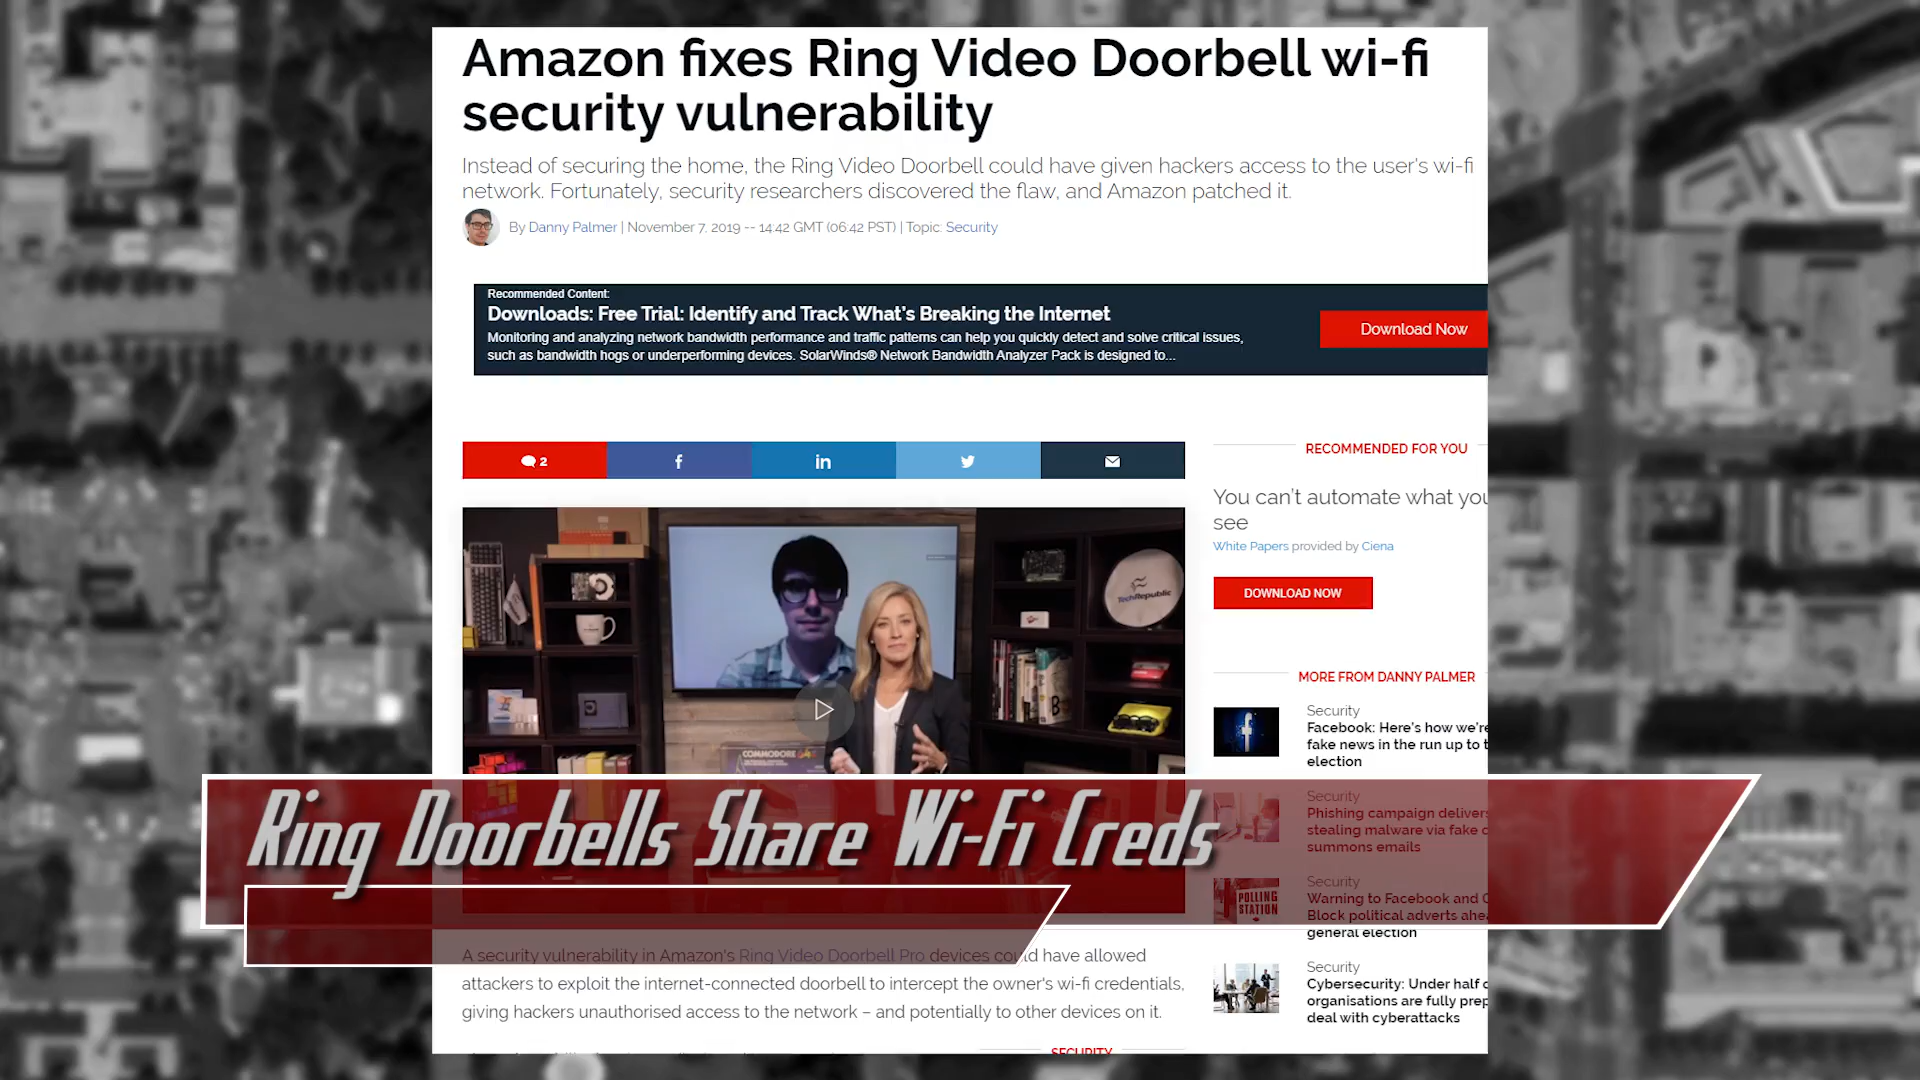 Amazon fixes Ring Video Doorbell wi-fi
security vulnerability
Instead of securing the home, the Ring Video Doorbell could have given hackers access to the user's wi-fi
network. Fortunately, security researchers discovered the flaw, and Amazon patched it.
By Danny Palmer | November 7, 2019 -- 14:42 GMT (06:42 PST) | Topic: Security
Recommended Content:
Downloads: Free Trial: Identify and Track What's Breaking the Internet
Monitoring and analyzing network bandwidth performance and traffic patterns can help you quickly detect and solve critical issues,
such as bandwidth hogs or underperforming devices. SolarWinds® Network Bandwidth Analyzer Pack is designed to...
Download Now
2
f
in
RECOMMENDED FOR YOU
You can't automate what you
see
White Papers provided by Ciena
DOWNLOAD NOW
TechRepublic
COMMODORE 64
MORE FROM DANNY PALMER
Security
Facebook: Here's how we're
fake news in the run up to t
election
Security
Phishing campaign delivers
stealing malware via fake c
summons emails
Security
Warning to Facebook and G
Block political adverts ahea
general election
POLLING
STATION
Security
Cybersecurity: Under half o
organisations are fully prep
deal with cyberattacks
Ring Doorbells Share Wi-Fi Creds
A security vulnerability in Amazon's Ring Video Doorbell Pro devices could have allowed
attackers to exploit the internet-connected doorbell to intercept the owner's wi-fi credentials,
giving hackers unauthorised access to the network – and potentially to other devices on it.
SECURITY